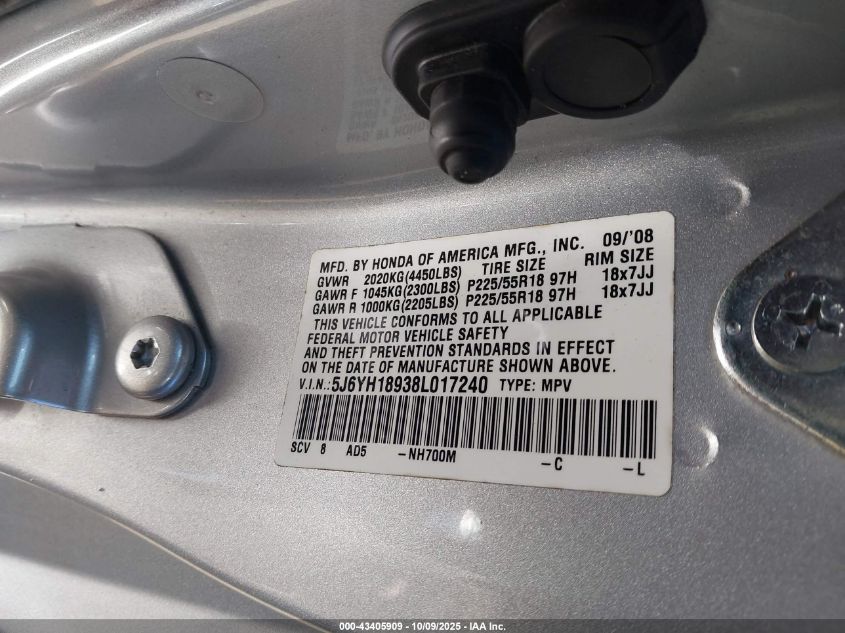 MFD. BY HONDA OF AMERICA MFG., INC. 09/'08
GVWR 2020KG(4450LBS) TIRE SIZE RIM SIZE
GAWR F 1045KG(2300LBS) P225/55R18 97H 18x7JJ
GAWR R 1000KG(2205LBS) P225/55R18 97H 18x7JJ
THIS VEHICLE CONFORMS TO ALL APPLICABLE
FEDERAL MOTOR VEHICLE SAFETY
AND THEFT PREVENTION STANDARDS IN EFFECT
ON THE DATE OF MANUFACTURE SHOWN ABOVE.
V.I.N.:5J6YH18938L017240 TYPE: MPV
SCV 8 AD5 -NH700M -C -L
000-43405909 - 10/09/2025 - IAA Inc.